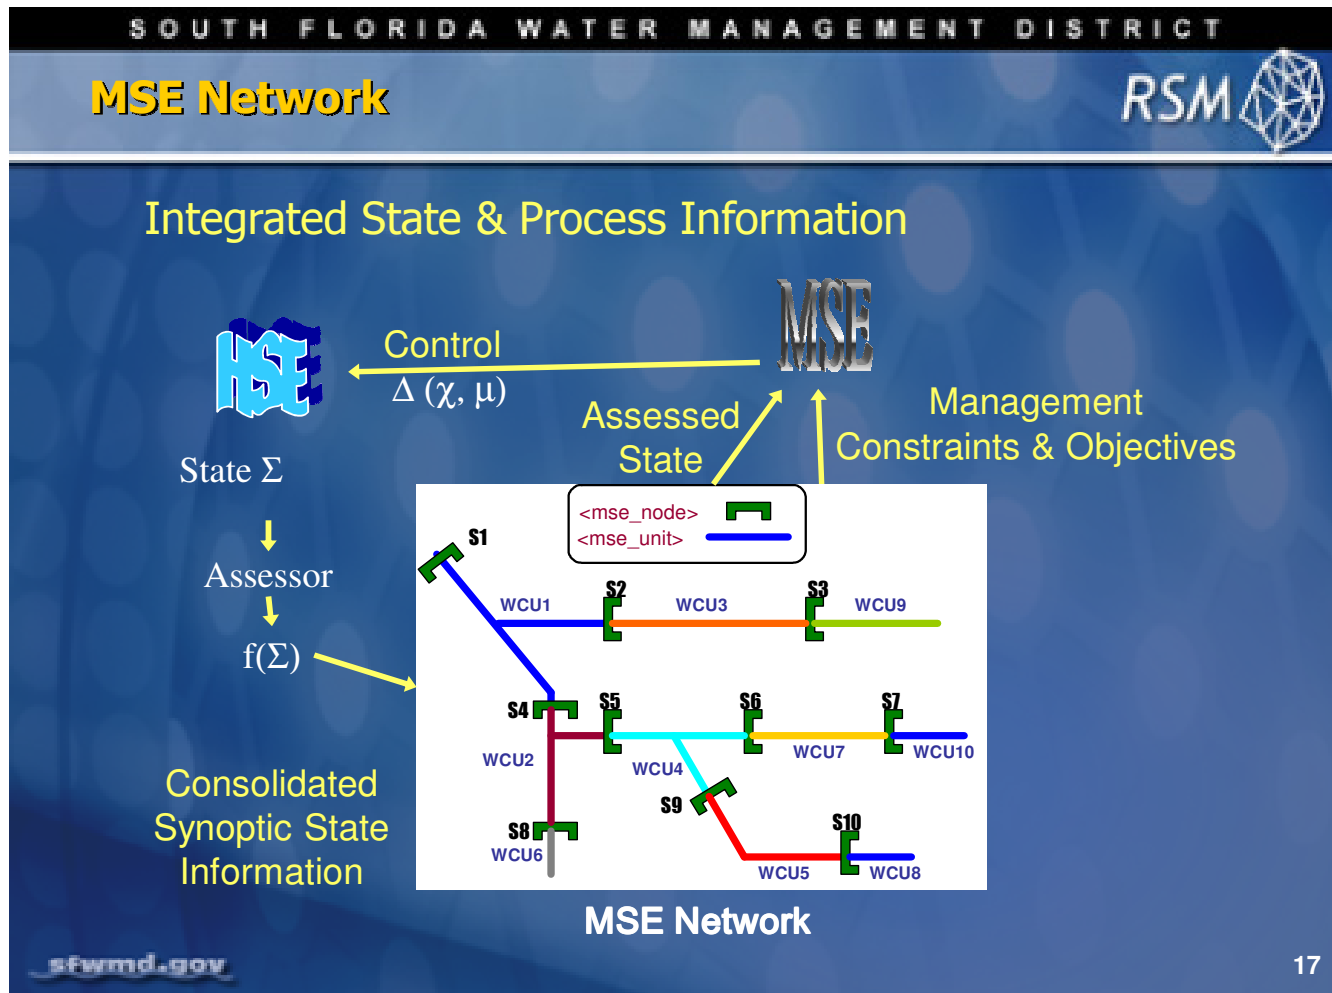 SOUTH FLORIDA WATER MANAGEMENT DISTRICT
MSE Network
RSM
Integrated State & Process Information
HSE
Control
Δ (χ, μ)
MSE
Assessed
State
Management
Constraints & Objectives
State Σ
Assessor
f(Σ)
<mse_node>
<mse_unit>
S1
S2
S3
WCU1
WCU3
WCU9
S4
S5
S6
S7
WCU2
WCU4
WCU7
WCU10
S9
S8
S10
WCU6
WCU5
WCU8
Consolidated
Synoptic State
Information
MSE Network
sfwmd.gov
17